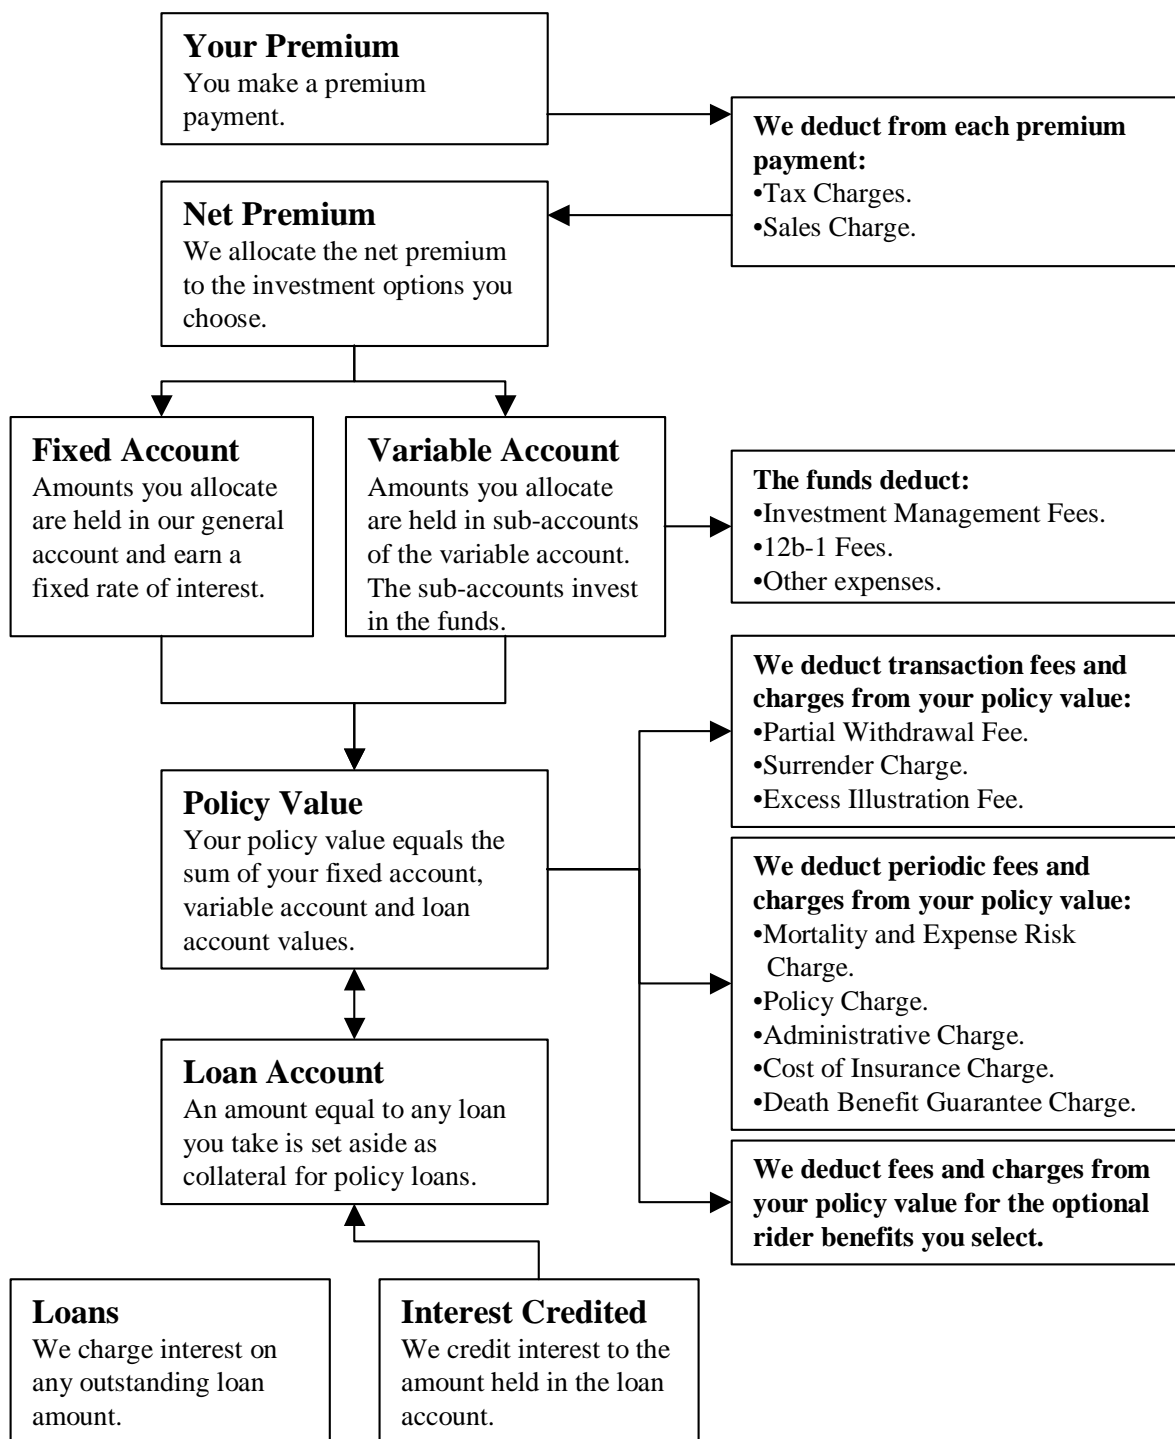 Your Premium
You make a premium
payment.
We deduct from each premium
payment:
•Tax Charges.
•Sales Charge.
Net Premium
We allocate the net premium
to the investment options you
choose.
Fixed Account
Amounts you allocate
are held in our general
account and earn a
fixed rate of interest.
Variable Account
Amounts you allocate
are held in sub-accounts
of the variable account.
The sub-accounts invest
in the funds.
The funds deduct:
•Investment Management Fees.
•12b-1 Fees.
•Other expenses.
We deduct transaction fees and
charges from your policy value:
•Partial Withdrawal Fee.
•Surrender Charge.
•Excess Illustration Fee.
Policy Value
Your policy value equals the
sum of your fixed account,
variable account and loan
account values.
We deduct periodic fees and
charges from your policy value:
•Mortality and Expense Risk
Charge.
•Policy Charge.
•Administrative Charge.
•Cost of Insurance Charge.
•Death Benefit Guarantee Charge.
Loan Account
An amount equal to any loan
you take is set aside as
collateral for policy loans.
We deduct fees and charges from
your policy value for the optional
rider benefits you select.
Loans
We charge interest on
any outstanding loan
amount.
Interest Credited
We credit interest to the
amount held in the loan
account.